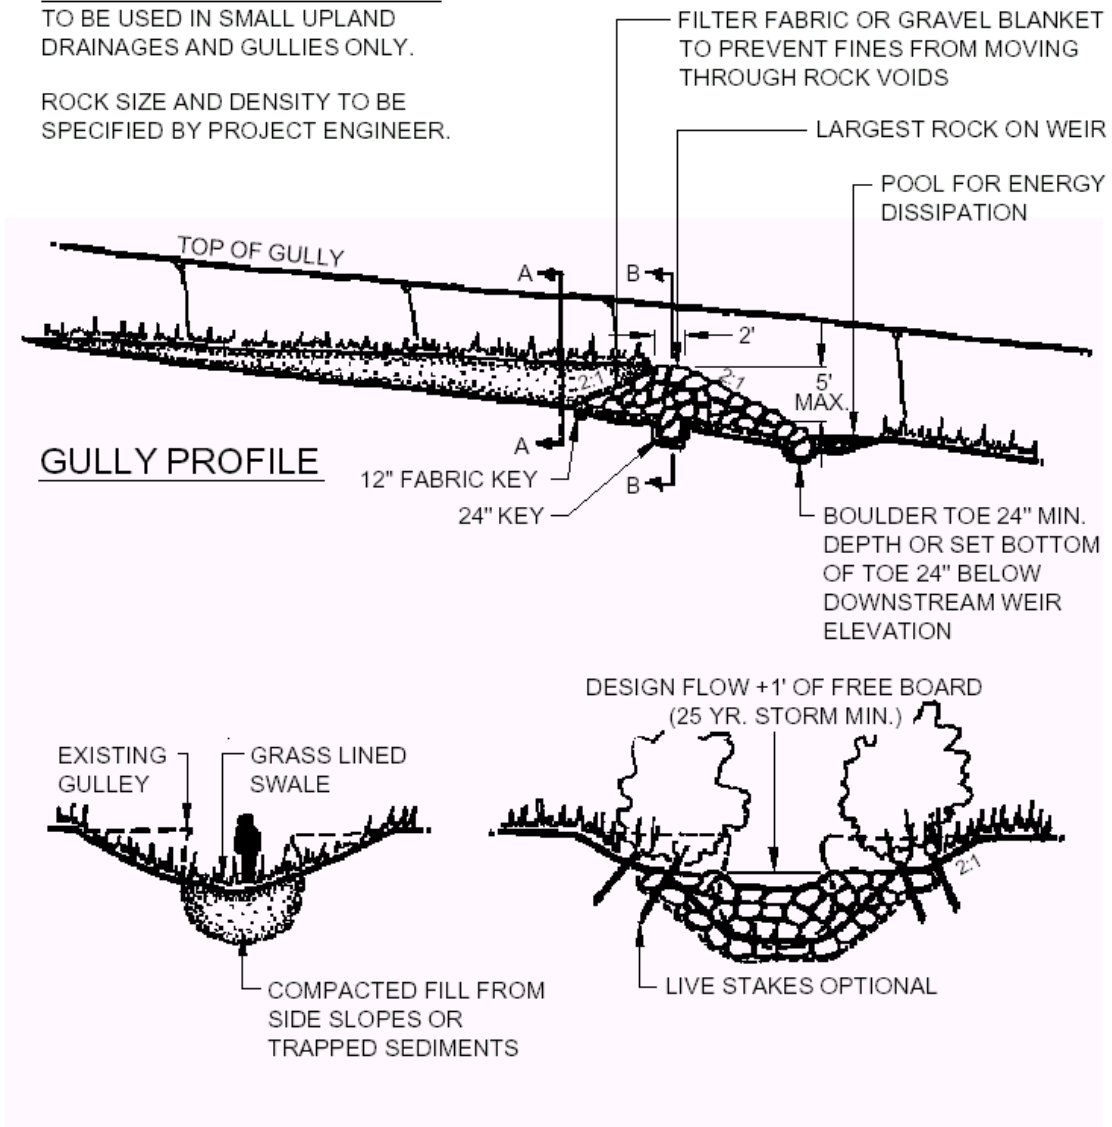 TO BE USED IN SMALL UPLAND
DRAINAGES AND GULLIES ONLY.
ROCK SIZE AND DENSITY TO BE
SPECIFIED BY PROJECT ENGINEER.
FILTER FABRIC OR GRAVEL BLANKET
TO PREVENT FINES FROM MOVING
THROUGH ROCK VOIDS
LARGEST ROCK ON WEIR
POOL FOR ENERGY
DISSIPATION
TOP OF GULLY
A
B
2'
2:1
2:1
5'
MAX.
A
B
GULLY PROFILE
12" FABRIC KEY
24" KEY
BOULDER TOE 24" MIN.
DEPTH OR SET BOTTOM
OF TOE 24" BELOW
DOWNSTREAM WEIR
ELEVATION
DESIGN FLOW +1' OF FREE BOARD
(25 YR. STORM MIN.)
EXISTING
GULLEY
GRASS LINED
SWALE
2:1
COMPACTED FILL FROM
SIDE SLOPES OR
TRAPPED SEDIMENTS
LIVE STAKES OPTIONAL